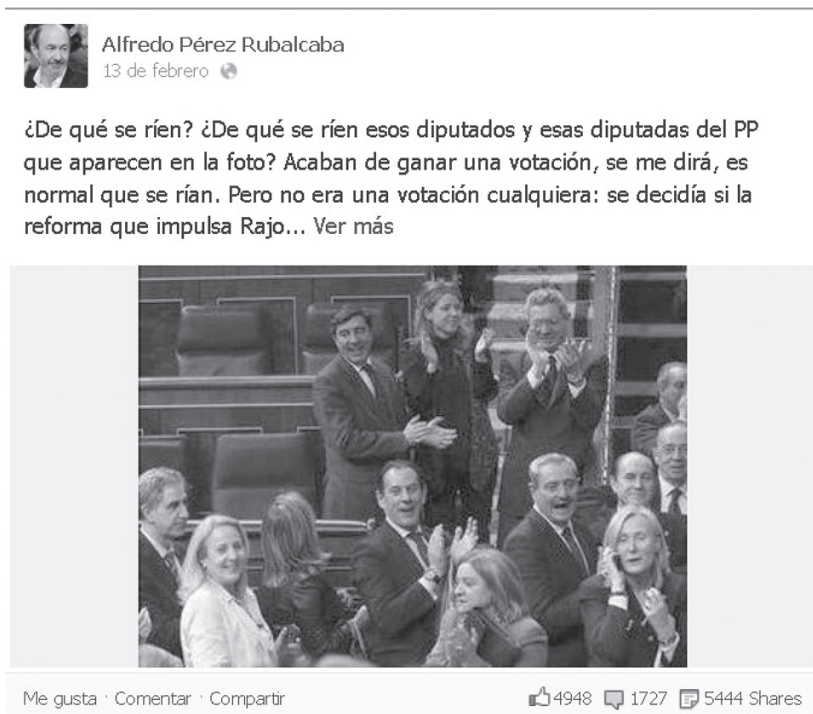 Alfredo Pérez Rubalcaba
13 de febrero
¿De qué se ríen? ¿De qué se ríen esos diputados y esas diputadas del PP
que aparecen en la foto? Acaban de ganar una votación, se me dirá, es
normal que se rían. Pero no era una votación cualquiera: se decidía si la
reforma que impulsa Rajo... Ver más
Me gusta · Comentar · Compartir 4948 1727 5444 Shares